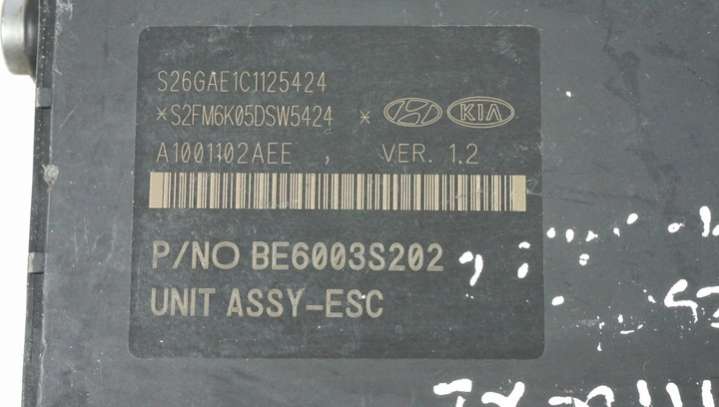 S26GAE1C1125424
*S2FM6K05DSW5424 * KIA
A1001102AEE , VER. 1.2
P/NO BE6003S202
UNIT ASSY-ESC